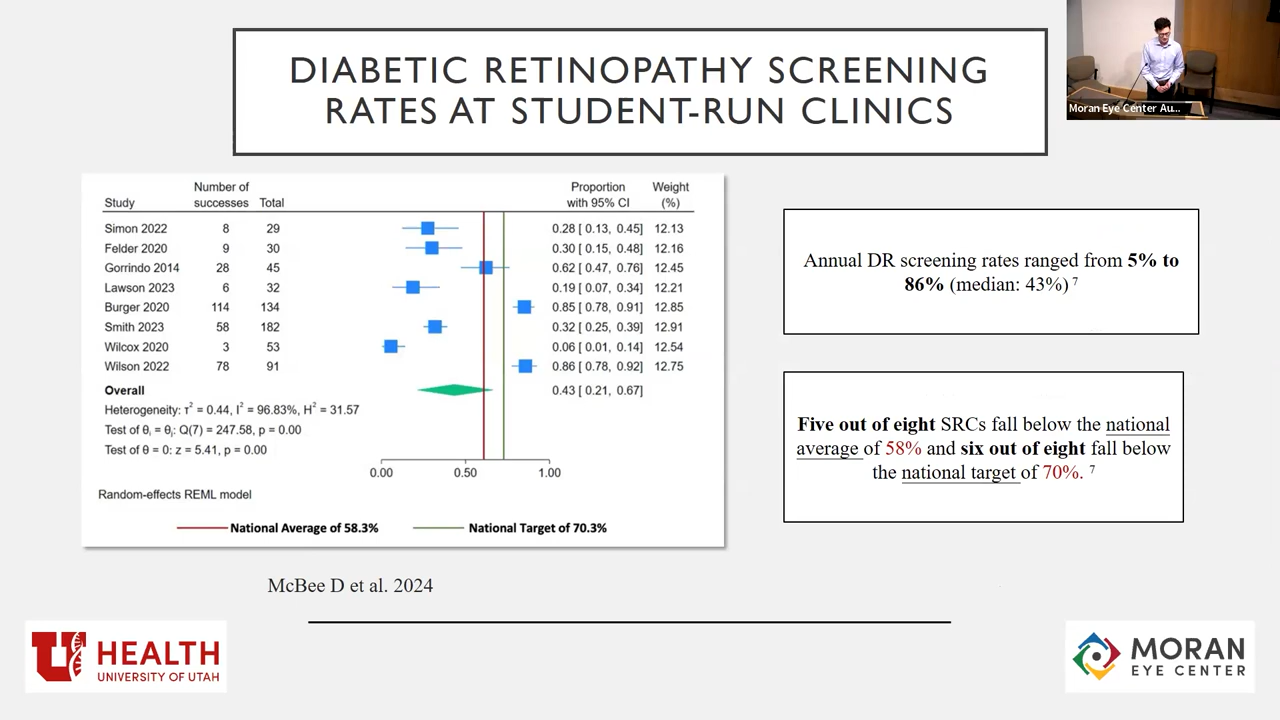 DIABETIC RETINOPATHY SCREENING
RATES AT STUDENT-RUN CLINICS
Moran Eye Center Au...
Number of Proportion Weight
Study successes Total with 95% CI (%)
Simon 2022 8 29 0.28 [ 0.13, 0.45] 12.13
Felder 2020 9 30 0.30 [ 0.15, 0.48] 12.16
Gorrindo 2014 28 45 0.62 [ 0.47, 0.76] 12.45
Lawson 2023 6 32 0.19 [ 0.07, 0.34] 12.21
Burger 2020 114 134 0.85 [ 0.78, 0.91] 12.85
Smith 2023 58 182 0.32 [ 0.25, 0.39] 12.91
Wilcox 2020 3 53 0.06 [ 0.01, 0.14] 12.54
Wilson 2022 78 91 0.86 [ 0.78, 0.92] 12.75
Overall 0.43 [ 0.21, 0.67]
Heterogeneity: τ² = 0.44, I² = 96.83%, H² = 31.57
Test of θᵢ = θⱼ: Q(7) = 247.58, p = 0.00
Test of θ = 0: z = 5.41, p = 0.00
0.00 0.50 1.00
Random-effects REML model
National Average of 58.3% National Target of 70.3%
McBee D et al. 2024
Annual DR screening rates ranged from 5% to
86% (median: 43%) ⁷
Five out of eight SRCs fall below the national
average of 58% and six out of eight fall below
the national target of 70%. ⁷
U HEALTH
UNIVERSITY OF UTAH
MORAN
EYE CENTER